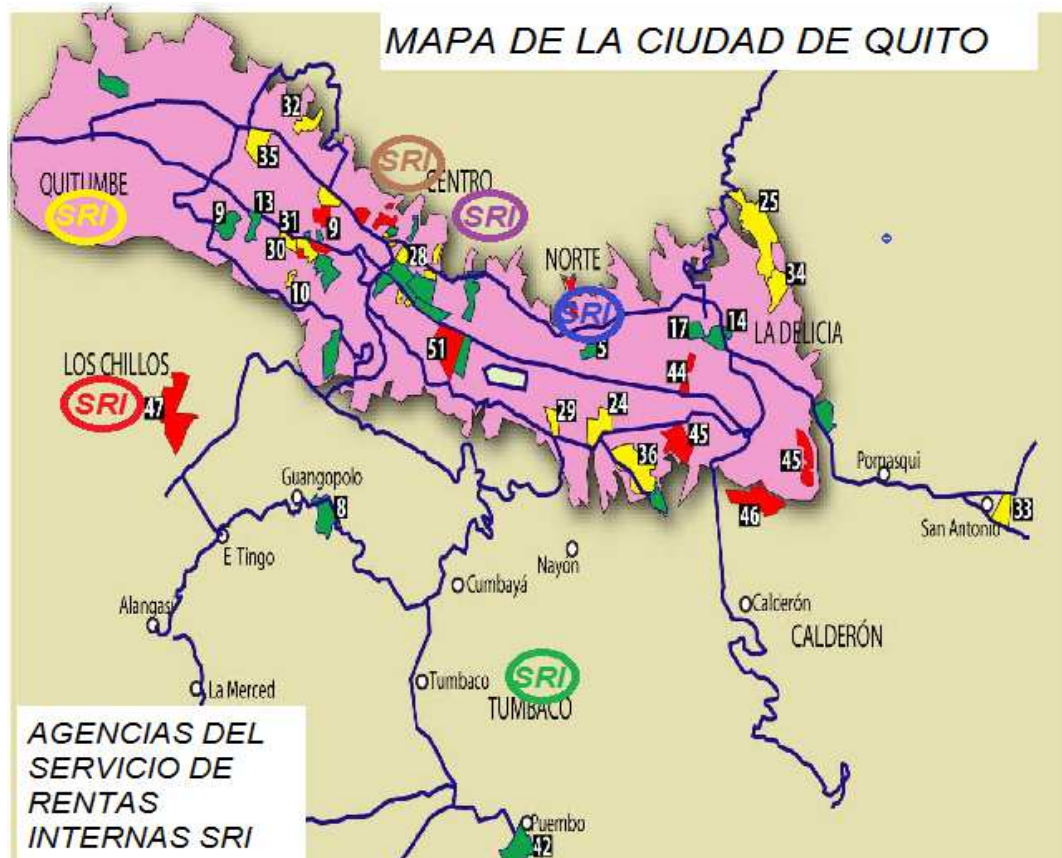 MAPA DE LA CIUDAD DE QUITO
32
35
SRI
CENTRO
QUITUMBE
SRI
9
13
31
9
SRI
25
30
28
NORTE
34
10
SRI
17
14
LA DELICIA
51
5
44
LOS CHILLOS
SRI
47
29
24
45
36
45
Pomasqui
Guangopolo
8
46
San Antonio
33
E Tingo
Nayón
Cumbayá
Alangasi
Calderón
CALDERÓN
La Merced
Tumbaco
SRI
TUMBACO
AGENCIAS DEL
SERVICIO DE
RENTAS
INTERNAS SRI
Puembo
42